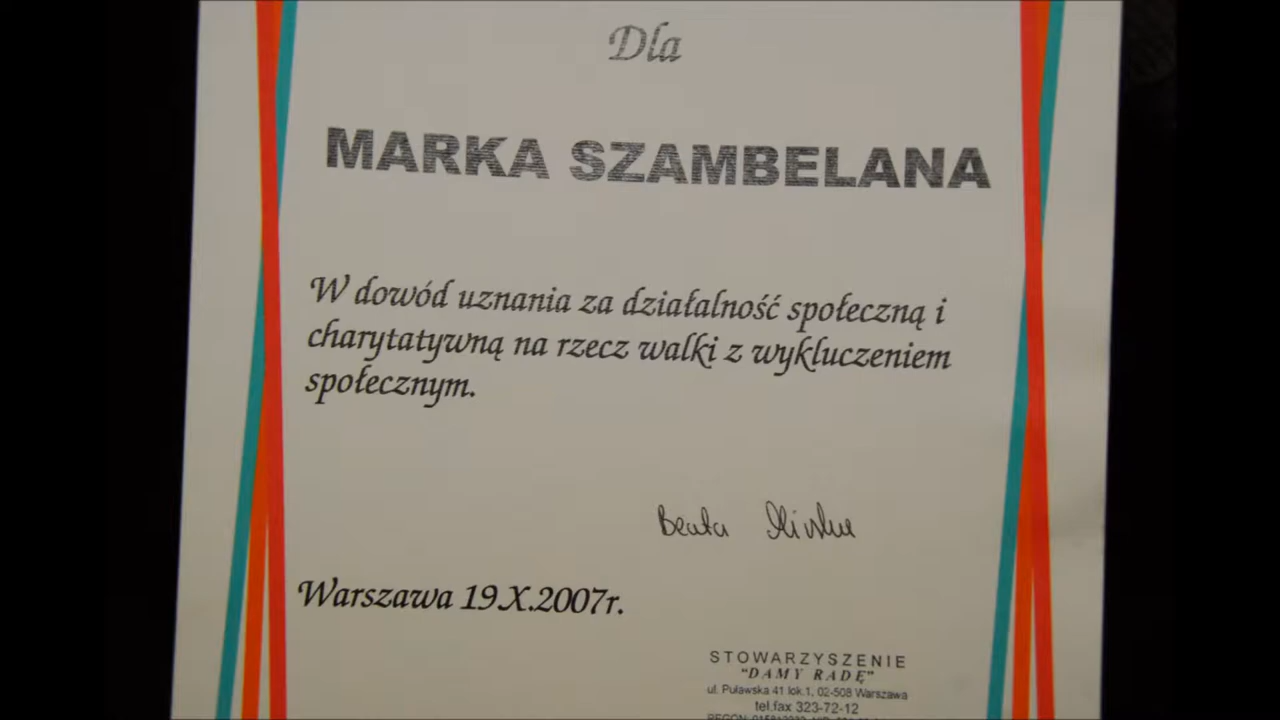 Dla
MARKA SZAMBELANA
W dowód uznania za działalność społeczną i
charytatywną na rzecz walki z wykluczeniem
społecznym.
Beata
Warszawa 19.X.2007r.
STOWARZYSZENIE
"DAMY RADĘ"
ul. Puławska 41 lok.1, 02-508 Warszawa
tel.fax 323-72-12